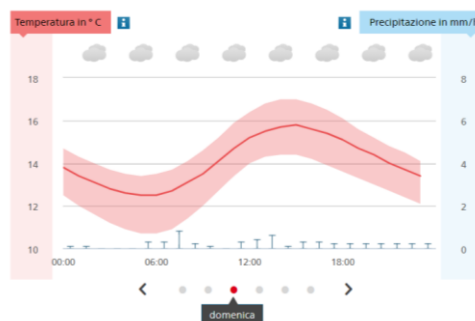 Temperatura in ° C i
i Precipitazione in mm/
18 8
16 6
14 4
12 2
10 0
00:00 06:00 12:00 18:00
domenica